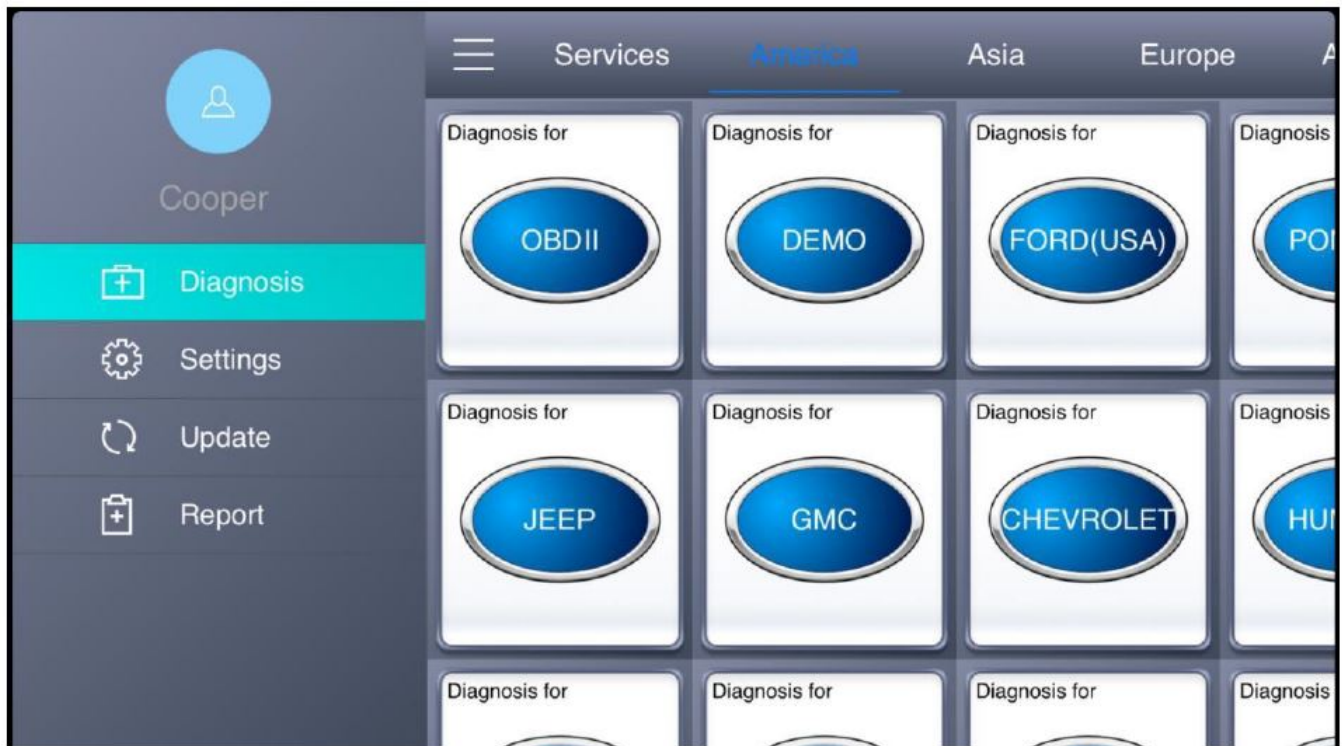 Cooper
Diagnosis
Settings
Update
Report
Services America Asia Europe
Diagnosis for Diagnosis for Diagnosis for Diagnosis
OBDII DEMO FORD(USA)
Diagnosis for Diagnosis for Diagnosis for Diagnosis
JEEP GMC CHEVROLET
Diagnosis for Diagnosis for Diagnosis for Diagnosis